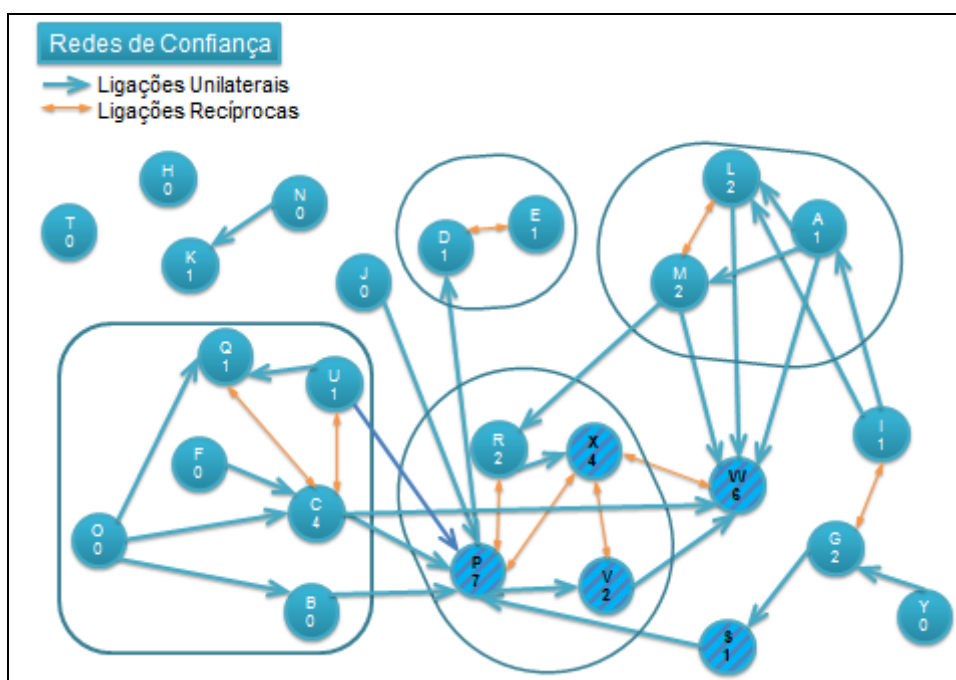 Redes de Confiança
Ligações Unilaterais
Ligações Recíprocas
H
0
L
2
N
0
T
0
E
1
A
1
D
1
K
1
J
0
M
2
Q
1
U
1
R
2
X
4
I
1
F
0
W
6
C
4
O
0
G
2
P
7
V
2
B
0
Y
0
S
1